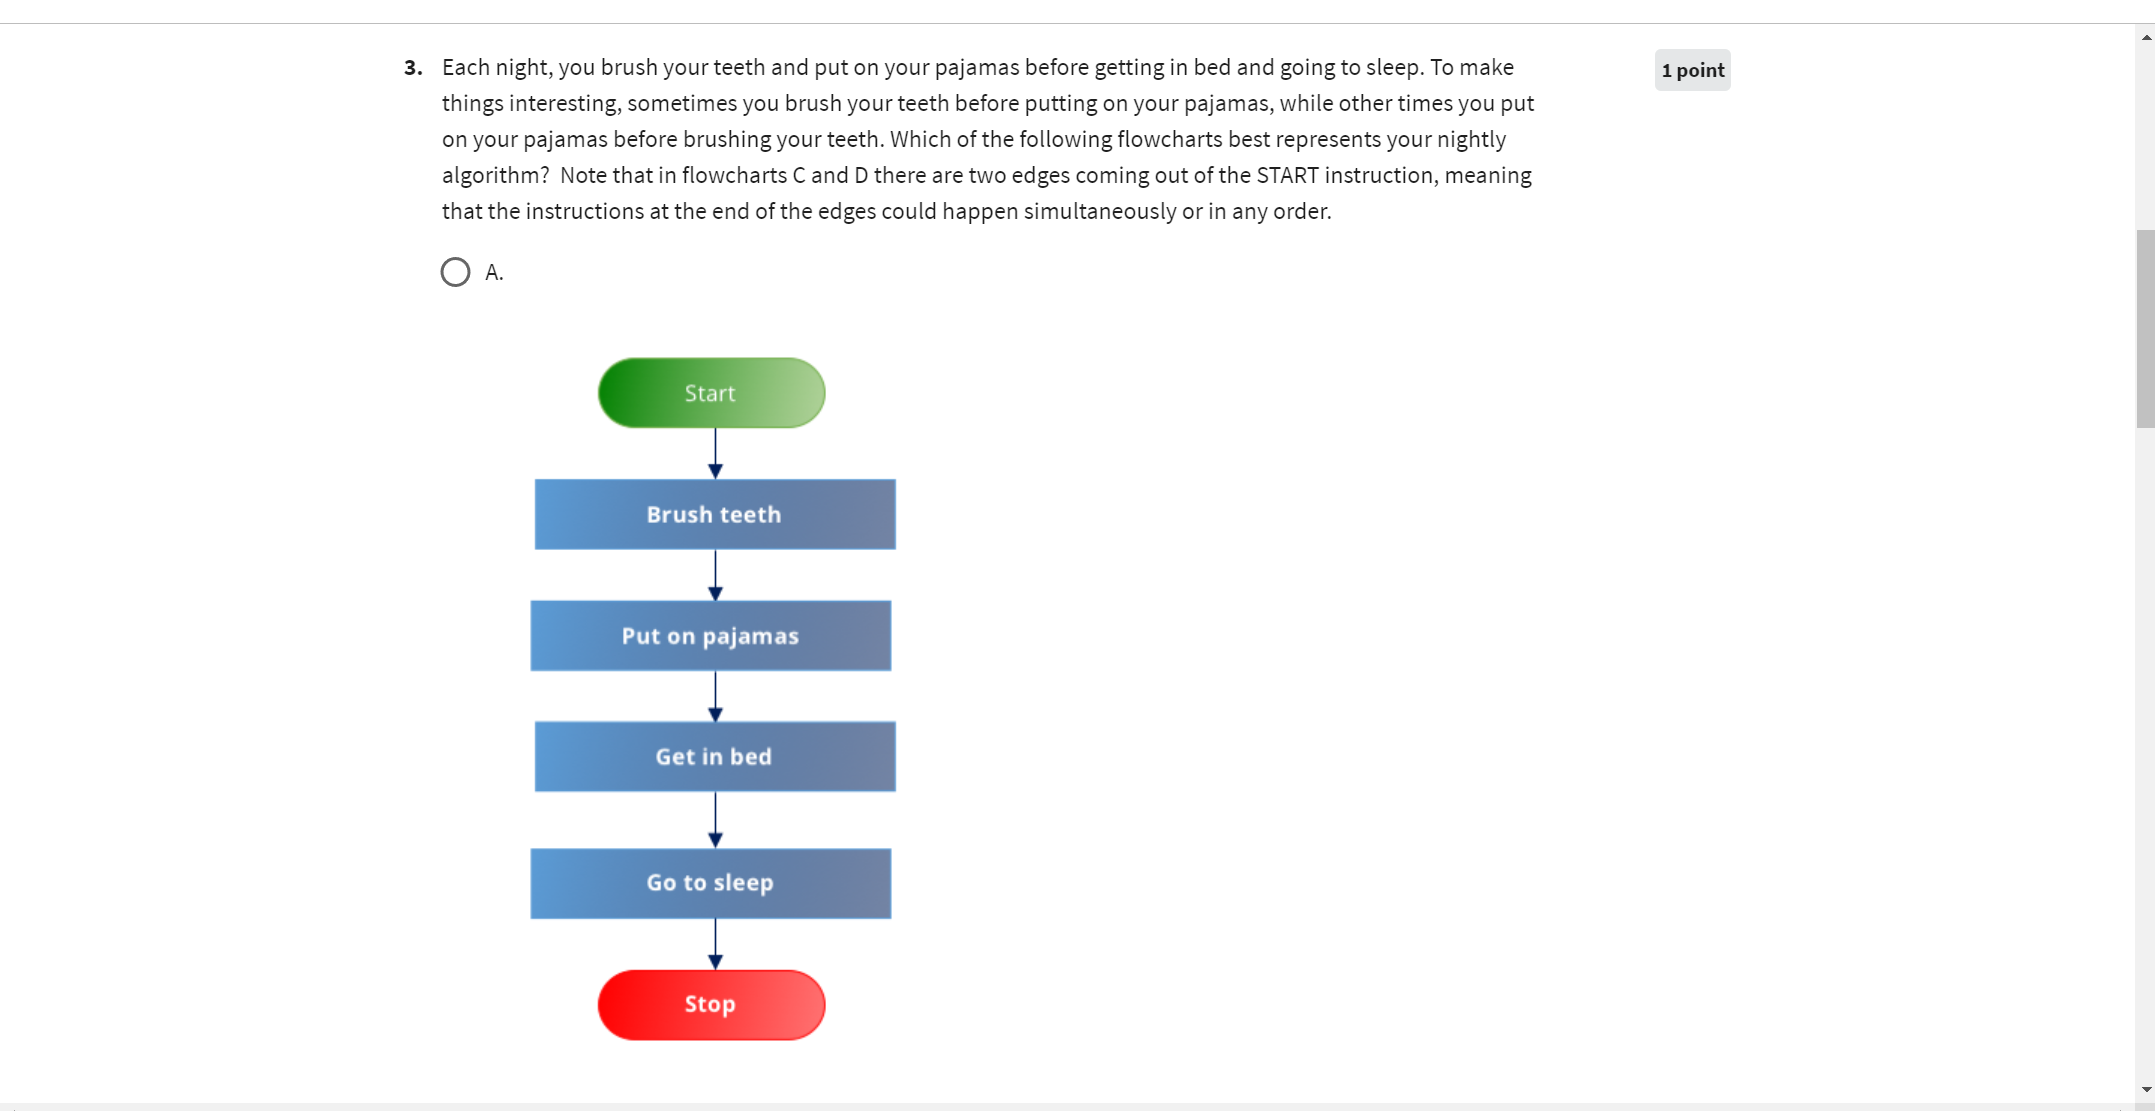 3. Each night, you brush your teeth and put on your pajamas before getting in bed and going to sleep. To make
1 point
things interesting, sometimes you brush your teeth before putting on your pajamas, while other times you put
on your pajamas before brushing your teeth. Which of the following flowcharts best represents your nightly
algorithm?  Note that in flowcharts C and D there are two edges coming out of the START instruction, meaning
that the instructions at the end of the edges could happen simultaneously or in any order.
A.
Start
Brush teeth
Put on pajamas
Get in bed
Go to sleep
Stop